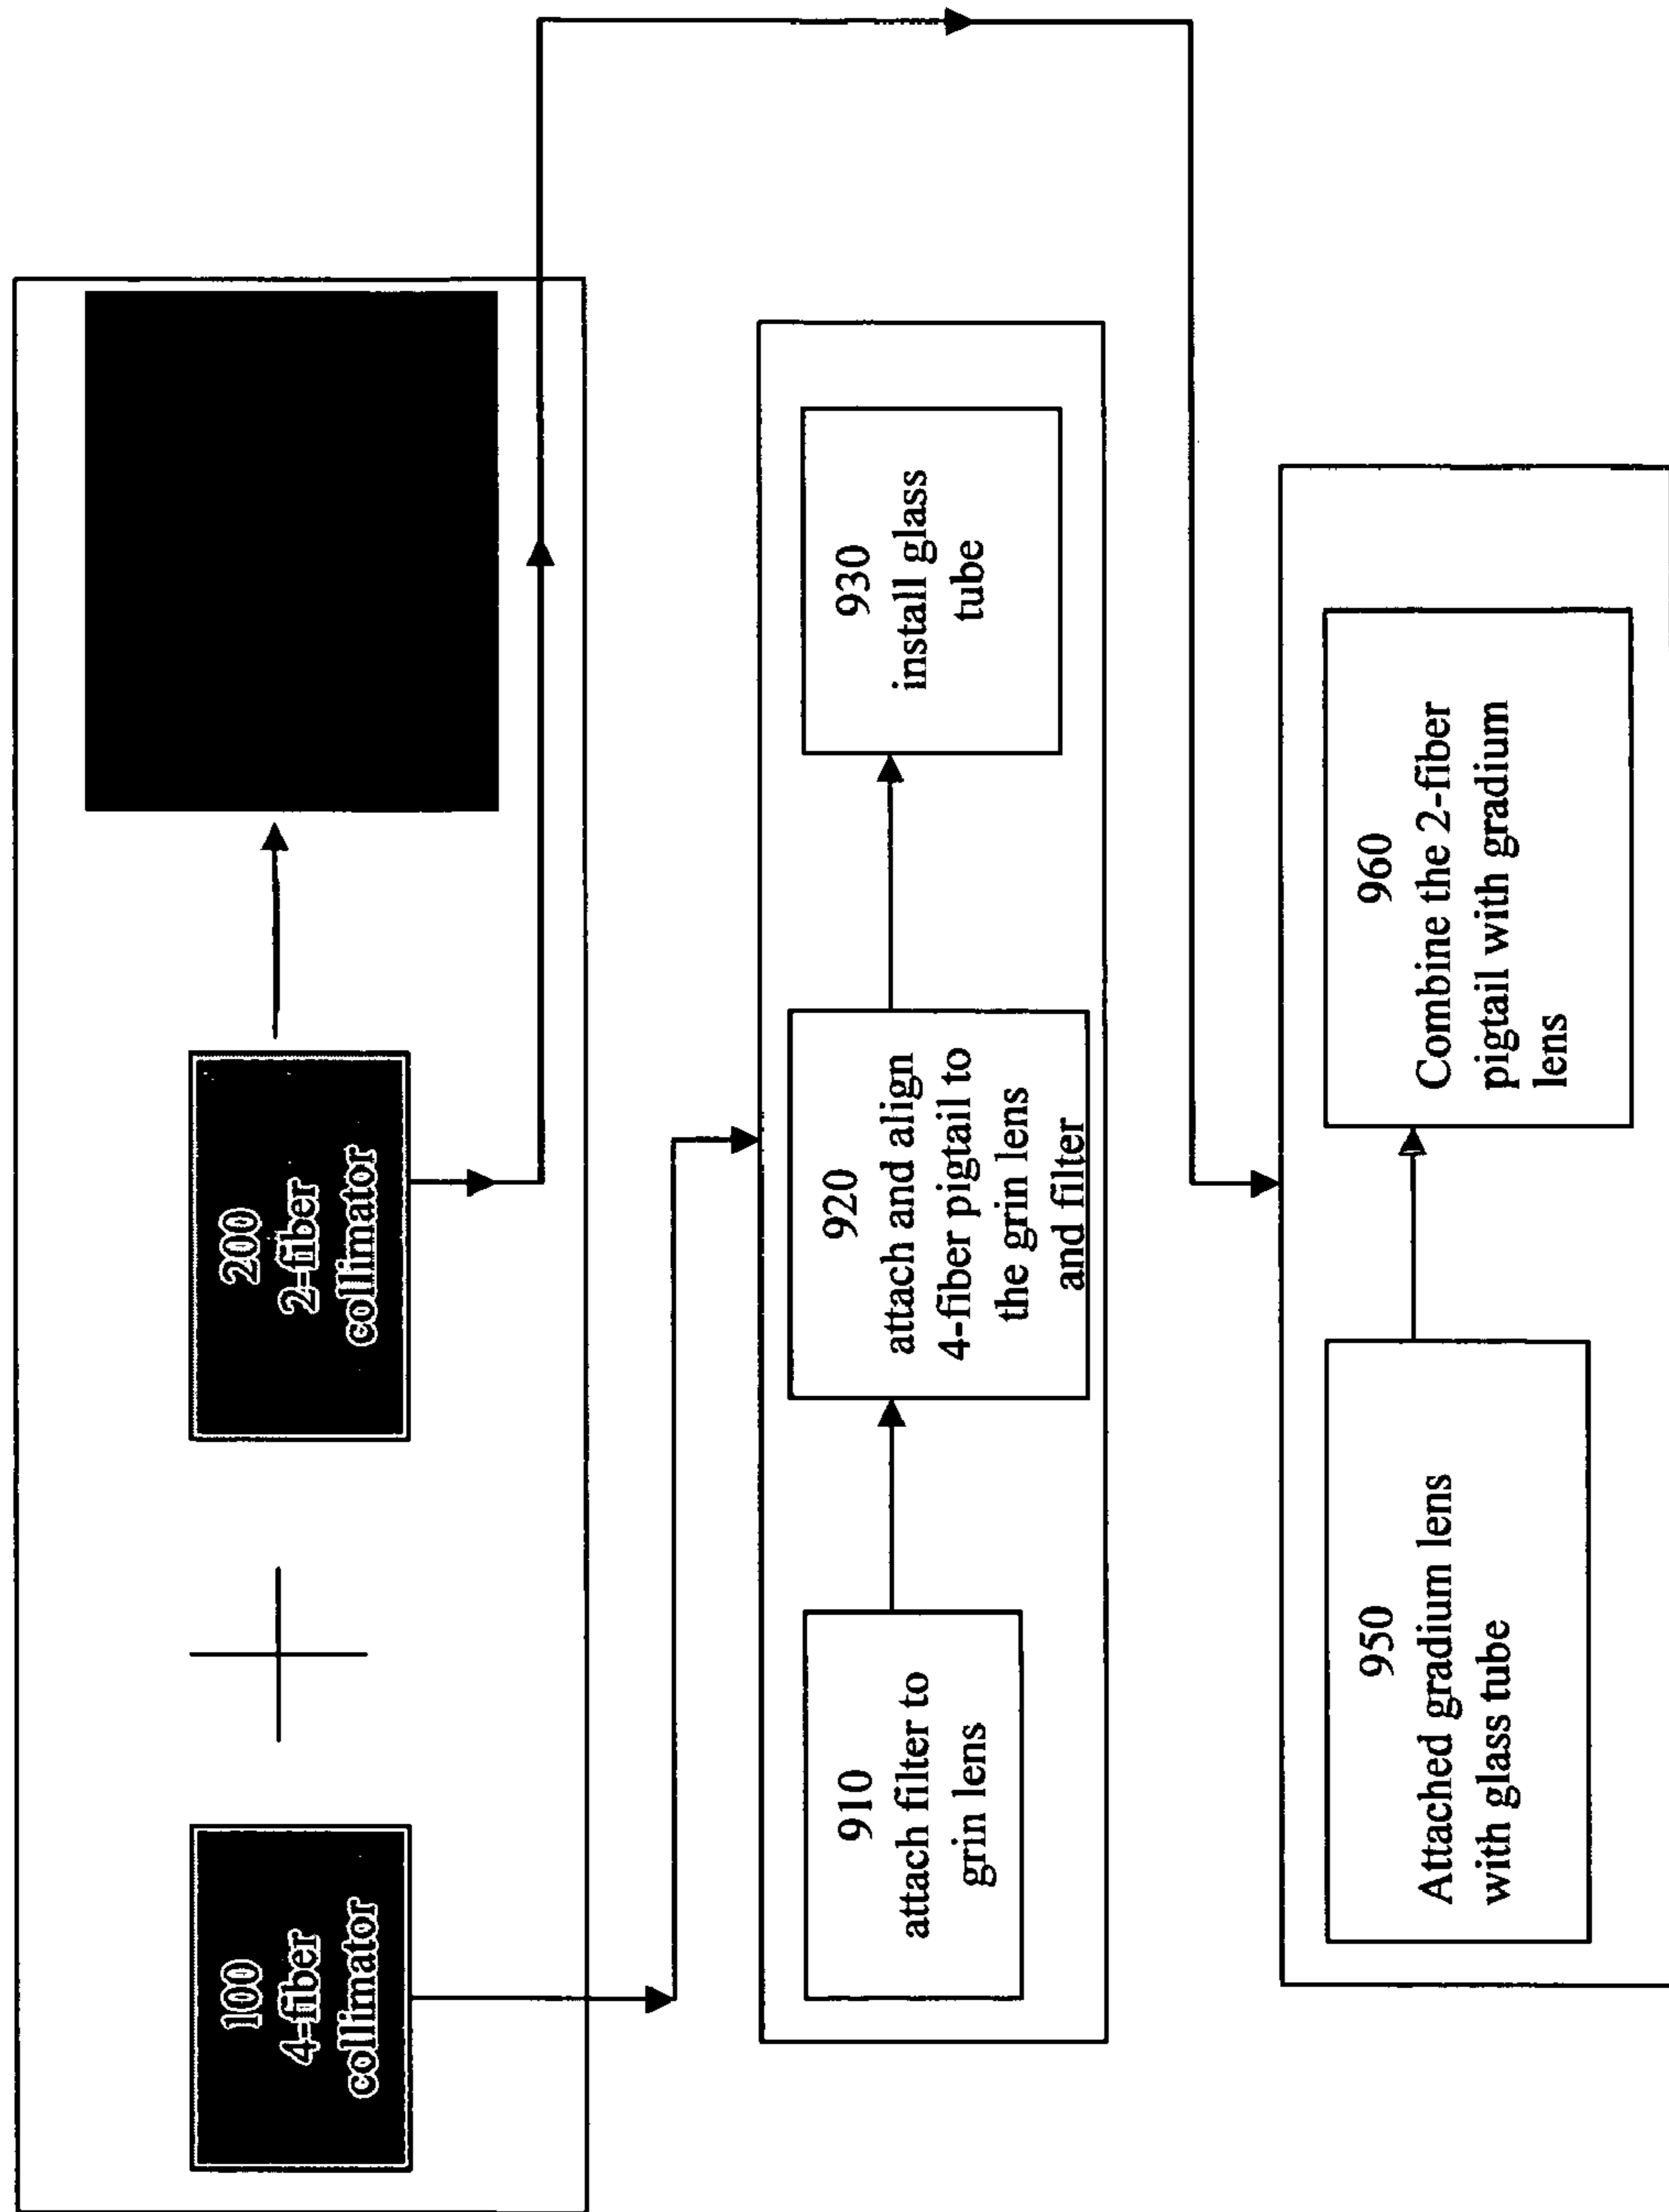 100
4-fiber
collimator
200
2-fiber
collimator
910
attach filter to
grin lens
920
attach and align
4-fiber pigtail to
the grin lens
and filter
930
install glass
tube
950
Attached gradium lens
with glass tube
960
Combine the 2-fiber
pigtail with gradium
lens